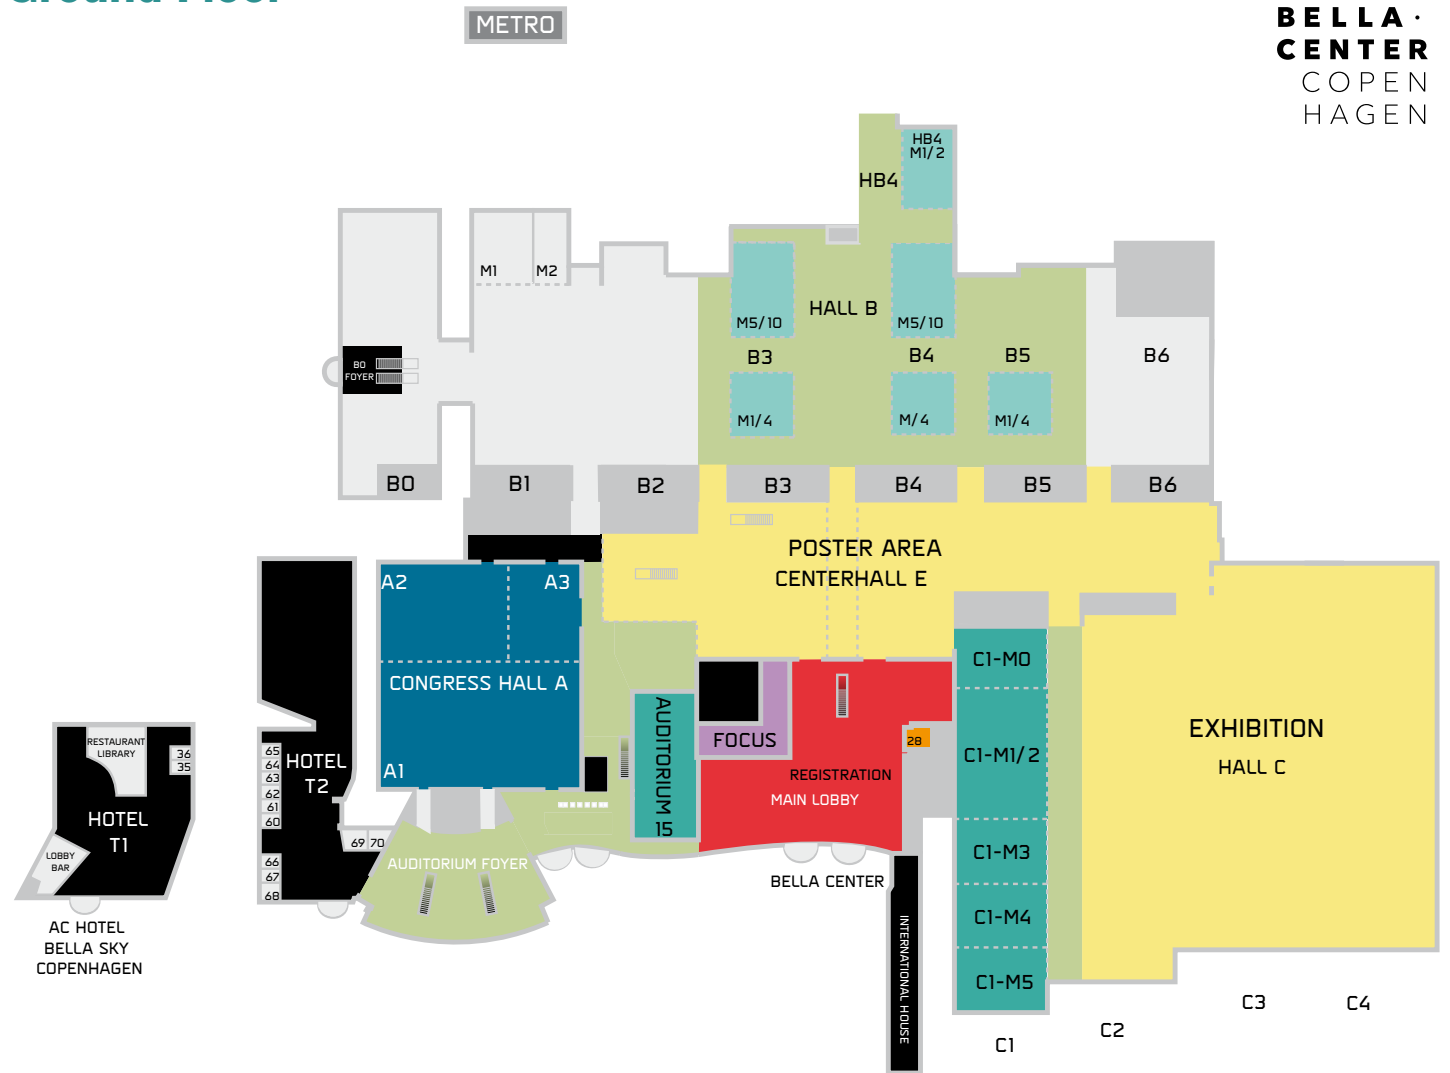 Ground Floor
METRO
BELLA·
CENTER
COPEN
HAGEN
HB4
M1/2
HB4
M1
M2
HALL B
M5/10
M5/10
B3
B4
B5
B6
B0
FOYER
M1/4
M/4
M1/4
B0
B1
B2
B3
B4
B5
B6
POSTER AREA
CENTERHALL E
A2
A3
CONGRESS HALL A
A1
C1-M0
C1-M1/2
C1-M3
C1-M4
C1-M5
AUDITORIUM
15
FOCUS
28
REGISTRATION
MAIN LOBBY
EXHIBITION
HALL C
RESTAURANT
LIBRARY
36
35
HOTEL
T1
LOBBY
BAR
65
64
63
62
61
60
HOTEL
T2
69
70
66
67
68
AUDITORIUM FOYER
BELLA CENTER
INTERNATIONAL HOUSE
AC HOTEL
BELLA SKY
COPENHAGEN
C1
C2
C3
C4